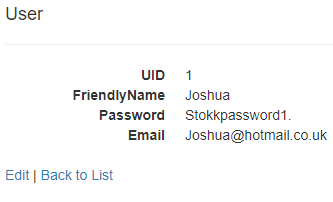 User
UID 1
FriendlyName Joshua
Password Stokkpassword1.
Email Joshua@hotmail.co.uk
Edit | Back to List